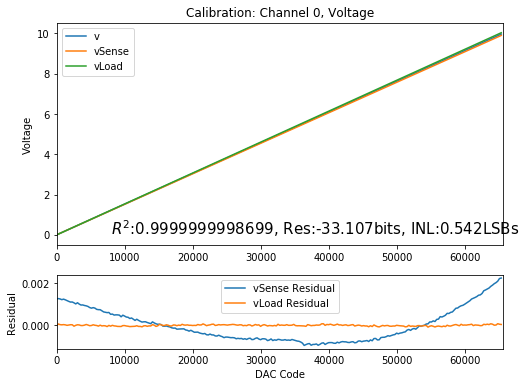 Calibration: Channel 0, Voltage
10
8
6
4
2
0
Voltage
v
vSense
vLoad
R²:0.9999999998699, Res:-33.107bits, INL:0.542LSBs
0 10000 20000 30000 40000 50000 60000
0.002
0.000
Residual
vSense Residual
vLoad Residual
0 10000 20000 30000 40000 50000 60000
DAC Code